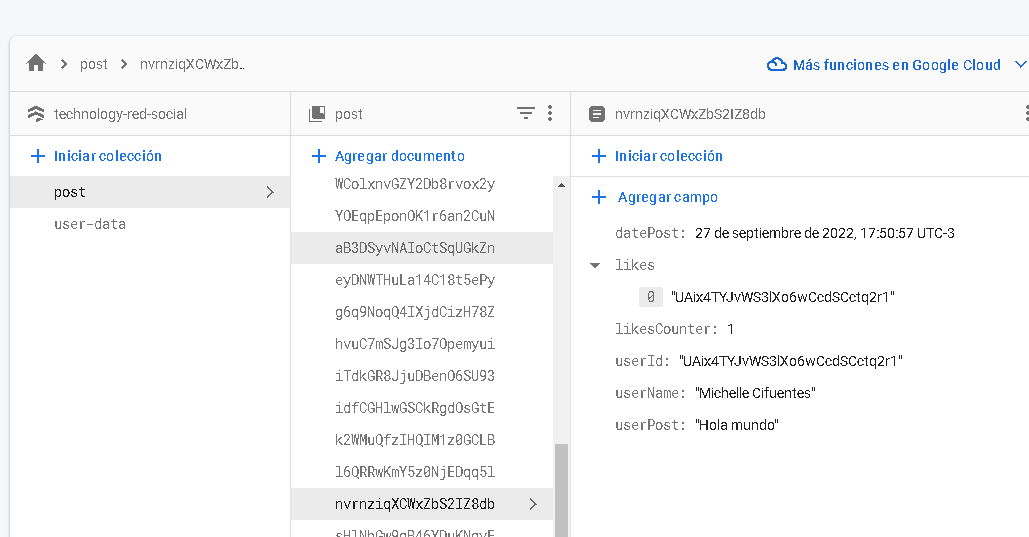 post
nvrnziqXCWxZb..
Más funciones en Google Cloud
technology-red-social
post
nvrnziqXCWxZbS2IZ8db
Iniciar colección
Agregar documento
Iniciar colección
post
user-data
WColxnvGZY2Db8rvox2y
YOEqpEponOK1r6an2CuN
aB3DSyvNAIoCtSqUGkZn
eyDNWTHuLa14C18t5ePy
g6q9NoqQ4IXjdCizH78Z
hvuC7mSJg3Io7Opemyui
iTdkGR8JjuDBenO6SU93
idfCGHlwGSCkRgdOsGtE
k2WMuQfzIHQIM1z0GCLB
l6QRRwKmY5z0NjEDqq5l
nvrnziqXCWxZbS2IZ8db
Agregar campo
datePost: 27 de septiembre de 2022, 17:50:57 UTC-3
likes
0 "UAix4TYJvWS3lXo6wCcdSCctq2r1"
likesCounter: 1
userId: "UAix4TYJvWS3lXo6wCcdSCctq2r1"
userName: "Michelle Cifuentes"
userPost: "Hola mundo"